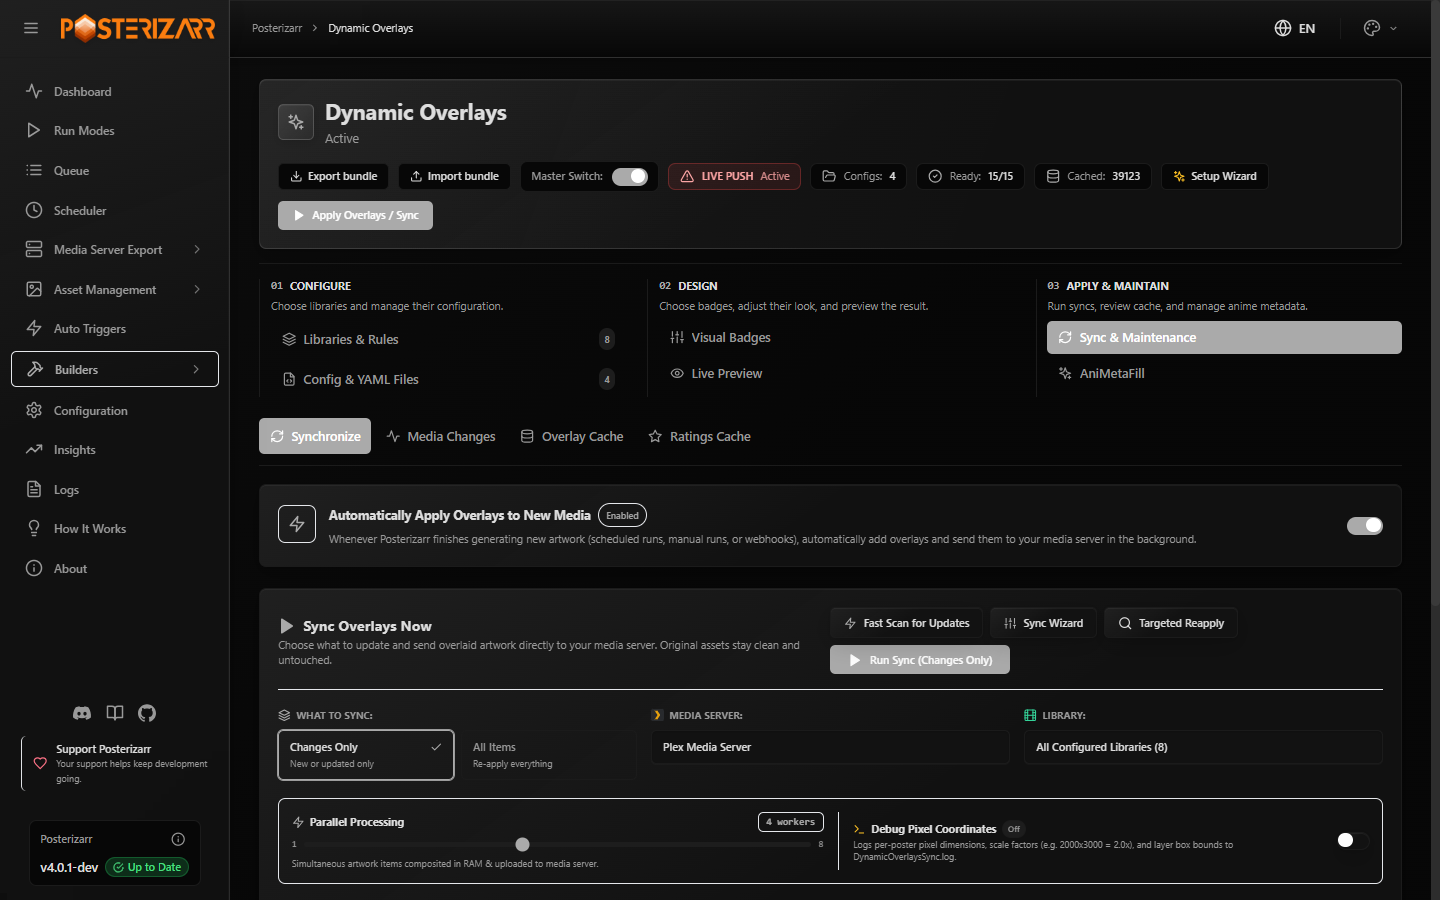 POSTERIZARR
Posterizarr
Dynamic Overlays
EN
Dashboard
Run Modes
Queue
Scheduler
Media Server Export
Asset Management
Auto Triggers
Builders
Configuration
Insights
Logs
How It Works
About
Support Posterizarr
Your support helps keep development
going.
Posterizarr
v4.0.1-dev
Up to Date
Dynamic Overlays
Active
Export bundle
Import bundle
Master Switch:
LIVE PUSH Active
Configs: 4
Ready: 15/15
Cached: 39123
Setup Wizard
Apply Overlays / Sync
01 CONFIGURE
Choose libraries and manage their configuration.
Libraries & Rules 8
Config & YAML Files 4
02 DESIGN
Choose badges, adjust their look, and preview the result.
Visual Badges
Live Preview
03 APPLY & MAINTAIN
Run syncs, review cache, and manage anime metadata.
Sync & Maintenance
AniMetaFill
Synchronize
Media Changes
Overlay Cache
Ratings Cache
Automatically Apply Overlays to New Media Enabled
Whenever Posterizarr finishes generating new artwork (scheduled runs, manual runs, or webhooks), automatically add overlays and send them to your media server in the background.
Sync Overlays Now
Choose what to update and send overlaid artwork directly to your media server. Original assets stay clean and
untouched.
Fast Scan for Updates
Sync Wizard
Targeted Reapply
Run Sync (Changes Only)
WHAT TO SYNC:
Changes Only
New or updated only
All Items
Re-apply everything
MEDIA SERVER:
Plex Media Server
LIBRARY:
All Configured Libraries (8)
Parallel Processing
4 workers
1
8
Simultaneous artwork items composited in RAM & uploaded to media server.
Debug Pixel Coordinates Off
Logs per-poster pixel dimensions, scale factors (e.g. 2000x3000 = 2.0x), and layer box bounds to
DynamicOverlaysSync.log.